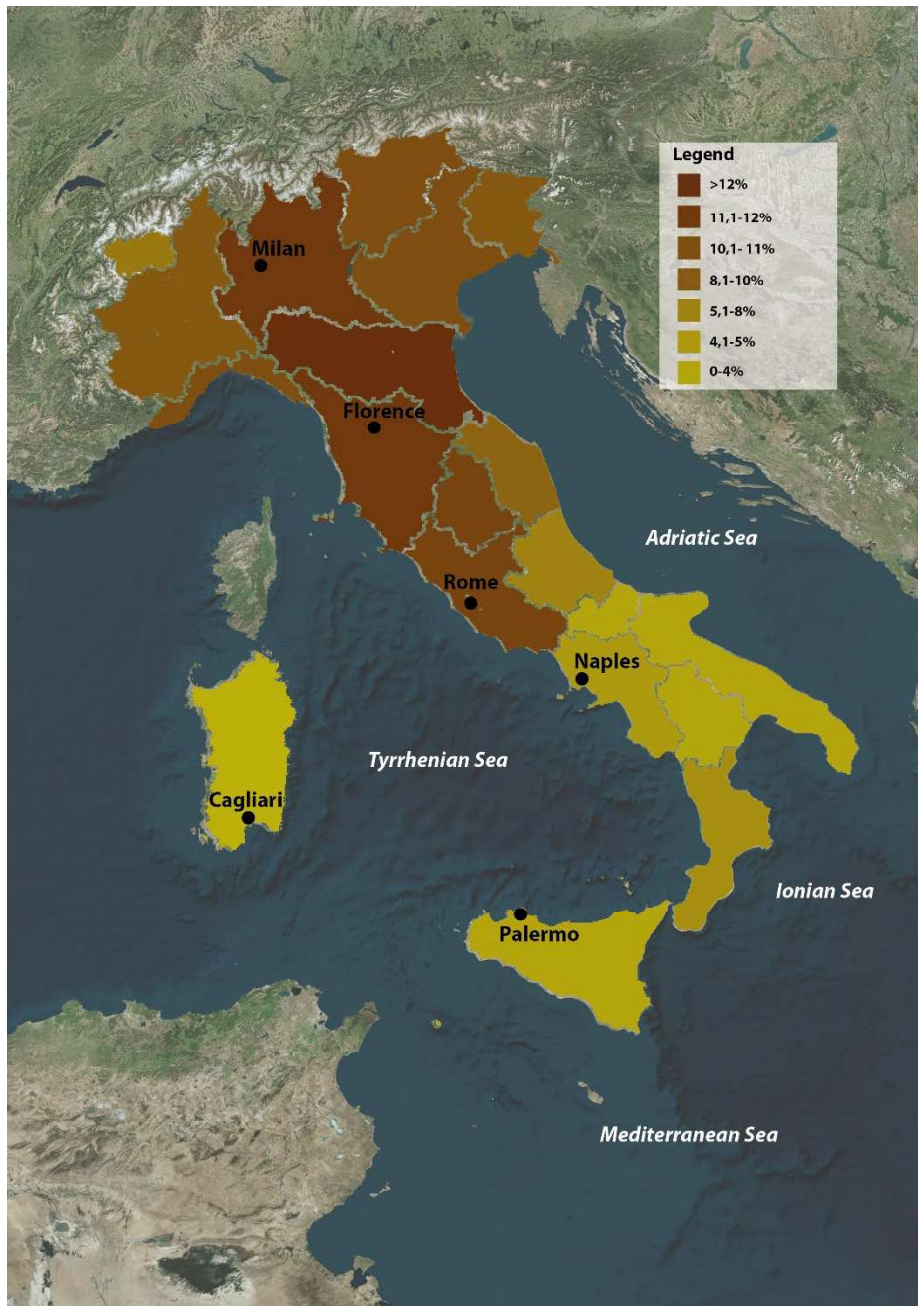 Legend
>12%
11,1-12%
10,1- 11%
8,1-10%
5,1-8%
4,1-5%
0-4%
Milan
Florence
Adriatic Sea
Rome
Naples
Tyrrhenian Sea
Cagliari
Ionian Sea
Palermo
Mediterranean Sea